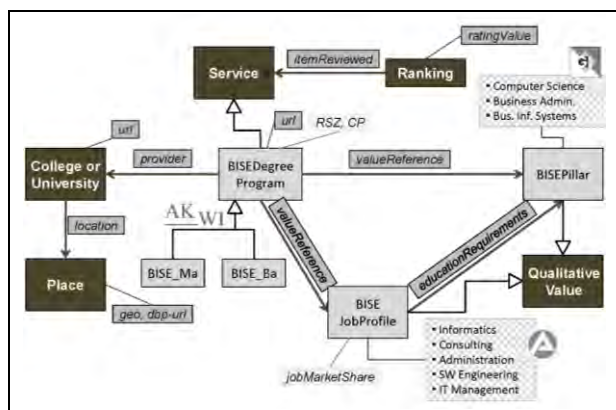 ratingValue
itemReviewed
Service
Ranking
• Computer Science
• Business Admin.
• Bus. Inf. Systems
url
url
RSZ, CP
College or
University
provider
BISEDegree
Program
valueReference
BISEPillar
AK
WI
location
valueReference
educationRequirements
BISE_Ma
BISE_Ba
Place
Qualitative
Value
BISE
JobProfile
geo, dbp-url
• Informatics
• Consulting
• Administration
• SW Engineering
• IT Management
jobMarketShare